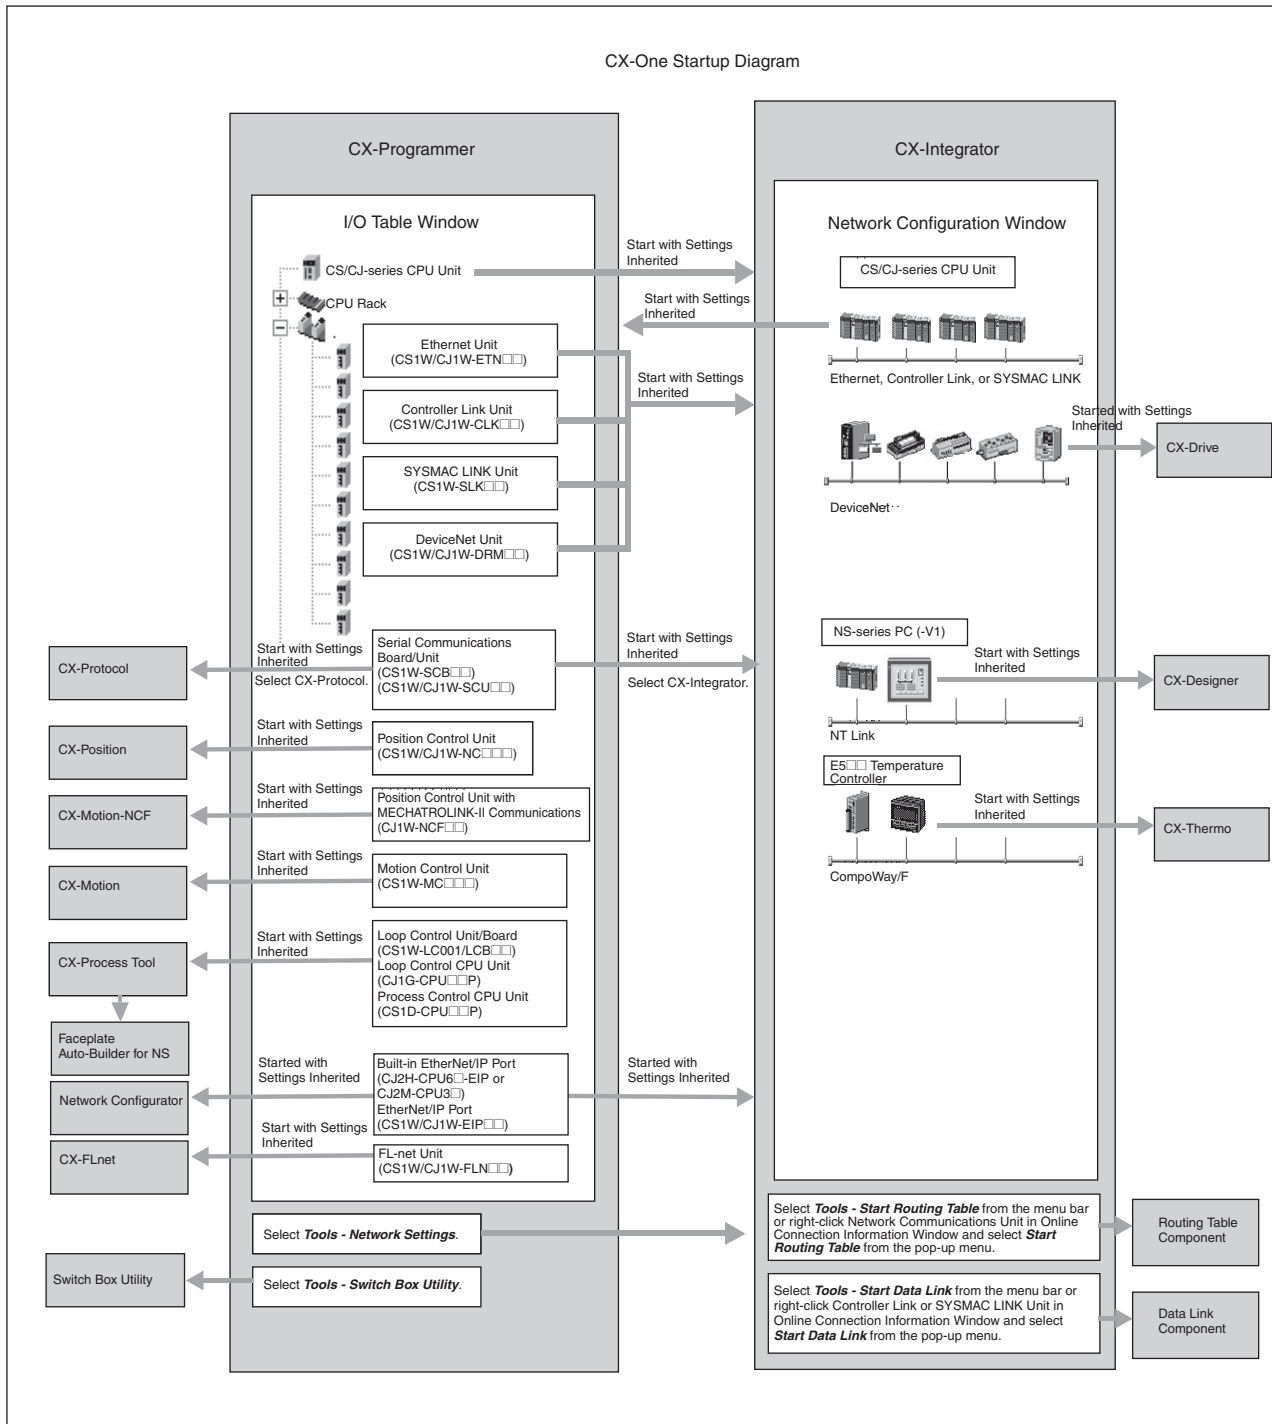 CX-One Startup Diagram
CX-Programmer
I/O Table Window
CS/CJ-series CPU Unit
CPU Rack
Ethernet Unit
(CS1W/CJ1W-ETN□□)
Controller Link Unit
(CS1W/CJ1W-CLK□□)
SYSMAC LINK Unit
(CS1W-SLK□□)
DeviceNet Unit
(CS1W/CJ1W-DRM□□)
Start with Settings
Inherited
Start with Settings
Inherited
Start with Settings
Inherited
CX-Integrator
Network Configuration Window
CS/CJ-series CPU Unit
Ethernet, Controller Link, or SYSMAC LINK
DeviceNet
Started with Settings
Inherited
CX-Drive
CX-Protocol
Start with Settings
Inherited
Select CX-Protocol.
Serial Communications
Board/Unit
(CS1W-SCB□□)
(CS1W/CJ1W-SCU□□)
Start with Settings
Inherited
Select CX-Integrator.
NS-series PC (-V1)
Start with Settings
Inherited
NT Link
CX-Designer
CX-Position
Start with Settings
Inherited
Position Control Unit
(CS1W/CJ1W-NC□□□)
E5□□ Temperature
Controller
Start with Settings
Inherited
CompoWay/F
CX-Thermo
CX-Motion-NCF
Start with Settings
Inherited
Position Control Unit with
MECHATROLINK-II Communications
(CJ1W-NCF□□)
CX-Motion
Start with Settings
Inherited
Motion Control Unit
(CS1W-MC□□□)
CX-Process Tool
Start with Settings
Inherited
Loop Control Unit/Board
(CS1W-LC001/LCB□□)
Loop Control CPU Unit
(CJ1G-CPU□□P)
Process Control CPU Unit
(CS1D-CPU□□P)
Faceplate
Auto-Builder for NS
Network Configurator
Started with
Settings Inherited
Built-in EtherNet/IP Port
(CJ2H-CPU6□-EIP or
CJ2M-CPU3□)
EtherNet/IP Port
(CS1W/CJ1W-EIP□□)
Started with
Settings Inherited
CX-FLnet
Start with Settings
Inherited
FL-net Unit
(CS1W/CJ1W-FLN□□)
Select Tools - Network Settings.
Select Tools - Start Routing Table from the menu bar
or right-click Network Communications Unit in Online
Connection Information Window and select Start
Routing Table from the pop-up menu.
Routing Table
Component
Switch Box Utility
Select Tools - Switch Box Utility.
Select Tools - Start Data Link from the menu bar or
right-click Controller Link or SYSMAC LINK Unit in
Online Connection Information Window and select
Start Data Link from the pop-up menu.
Data Link
Component